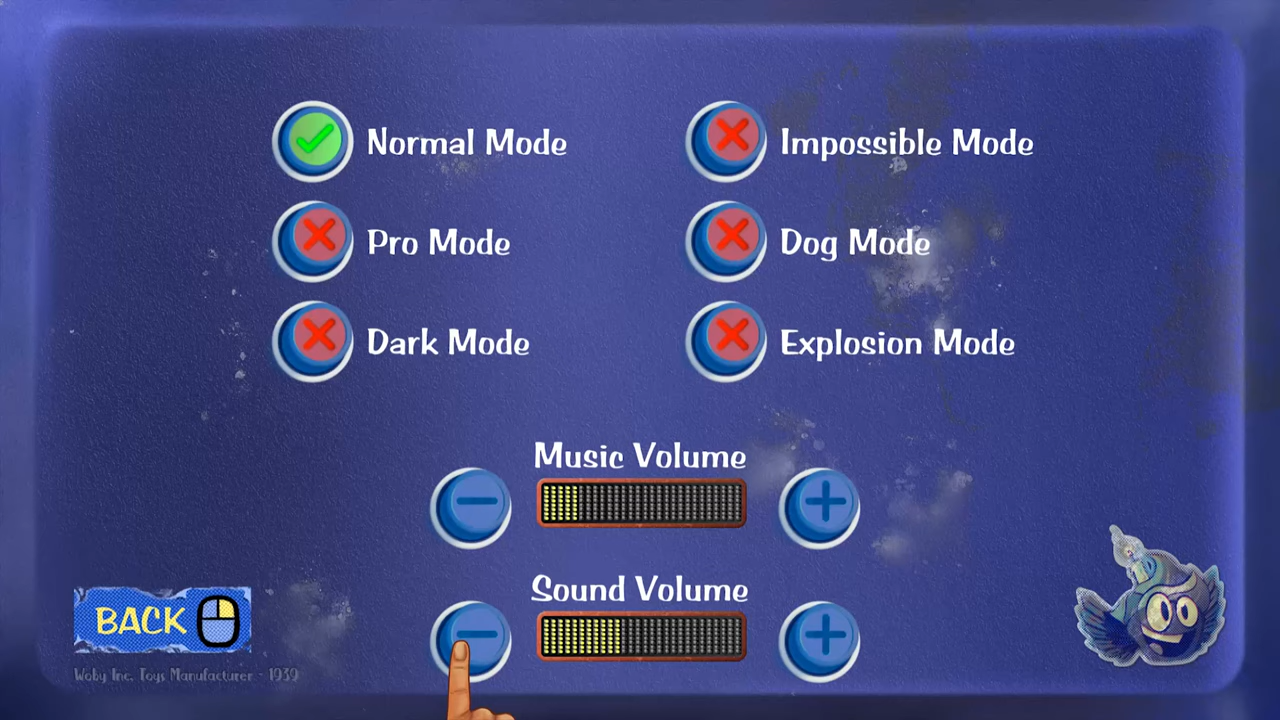 Normal Mode
Impossible Mode
Pro Mode
Dog Mode
Dark Mode
Explosion Mode
Music Volume
Sound Volume
BACK
Woby Inc. Toys Manufacturer - 1939